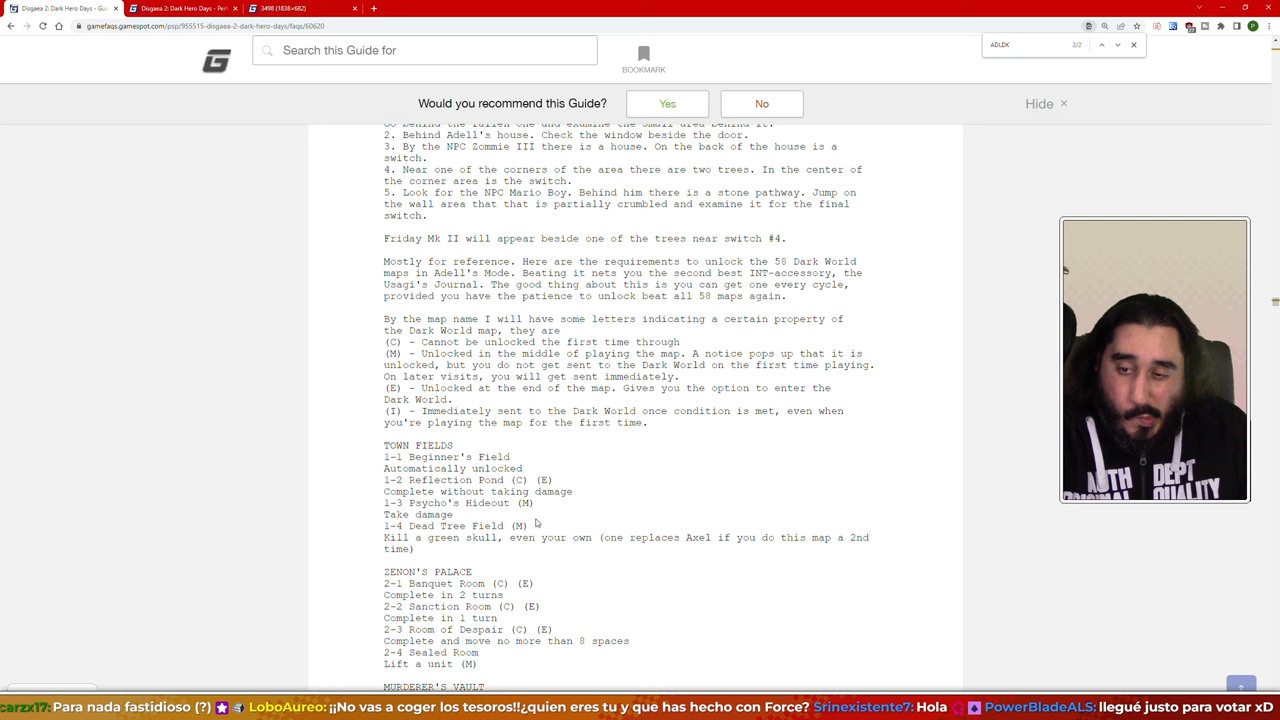 Disgaea 2: Dark Hero Days - Gui
Disgaea 2: Dark Hero Days - Per
3498 (1838×682)
gamefaqs.gamespot.com/psp/955515-disgaea-2-dark-hero-days/faqs/60620
ADLDK 2/2
Search this Guide for
BOOKMARK
Would you recommend this Guide? Yes No Hide ×
Go behind the fallen one and examine the small area behind it.
2. Behind Adell's house. Check the window beside the door.
3. By the NPC Zommie III there is a house. On the back of the house is a
switch.
4. Near one of the corners of the area there are two trees. In the center of
the corner area is the switch.
5. Look for the NPC Mario Boy. Behind him there is a stone pathway. Jump on
the wall area that that is partially crumbled and examine it for the final
switch.
Friday Mk II will appear beside one of the trees near switch #4.
Mostly for reference. Here are the requirements to unlock the 58 Dark World
maps in Adell's Mode. Beating it nets you the second best INT-accessory, the
Usagi's Journal. The good thing about this is you can get one every cycle,
provided you have the patience to unlock beat all 58 maps again.
By the map name I will have some letters indicating a certain property of
the Dark World map, they are
(C) - Cannot be unlocked the first time through
(M) - Unlocked in the middle of playing the map. A notice pops up that it is
unlocked, but you do not get sent to the Dark World on the first time playing.
On later visits, you will get sent immediately.
(E) - Unlocked at the end of the map. Gives you the option to enter the
Dark World.
(I) - Immediately sent to the Dark World once condition is met, even when
you're playing the map for the first time.
TOWN FIELDS
1-1 Beginner's Field
Automatically unlocked
1-2 Reflection Pond (C) (E)
Complete without taking damage
1-3 Psycho's Hideout (M)
Take damage
1-4 Dead Tree Field (M)
Kill a green skull, even your own (one replaces Axel if you do this map a 2nd
time)
ZENON'S PALACE
2-1 Banquet Room (C) (E)
Complete in 2 turns
2-2 Sanction Room (C) (E)
Complete in 1 turn
2-3 Room of Despair (C) (E)
Complete and move no more than 8 spaces
2-4 Sealed Room
Lift a unit (M)
MURDERER'S VAULT
AUTH DEPT
ORIGINAL QUALITY
carzx17: Para nada fastidioso (?) LoboAureo: ¡¡No vas a coger los tesoros!!¿quien eres tu y que has hecho con Force? Srinexistente7: Hola PowerBladeALS: llegué justo para votar xD